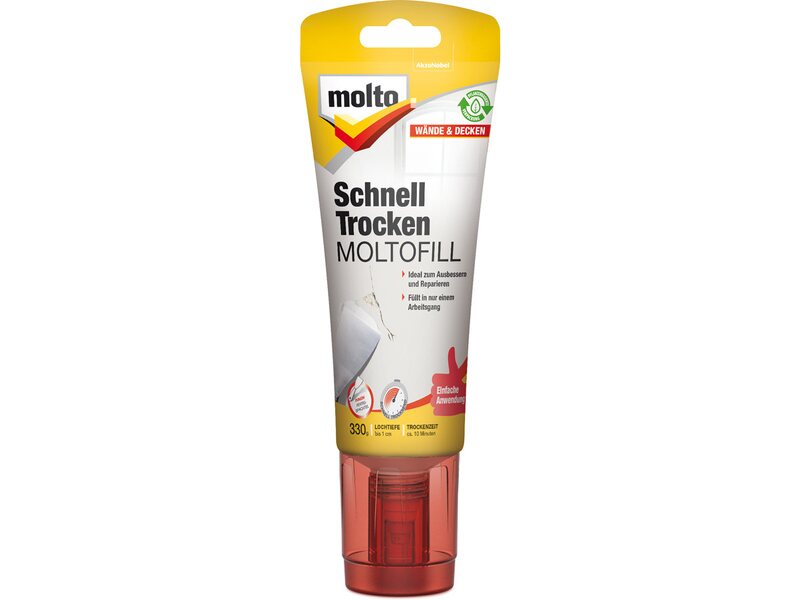 AkzoNobel
molto
WÄNDE & DECKEN
Schnell
Trocken
MOLTOFILL
Ideal zum Ausbessern
und Reparieren
Füllt in nur einem
Arbeitsgang
Einfache
Anwendung
330g
LOCHTIEFE
bis 1 cm
TROCKENZEIT
ca. 10 Minuten